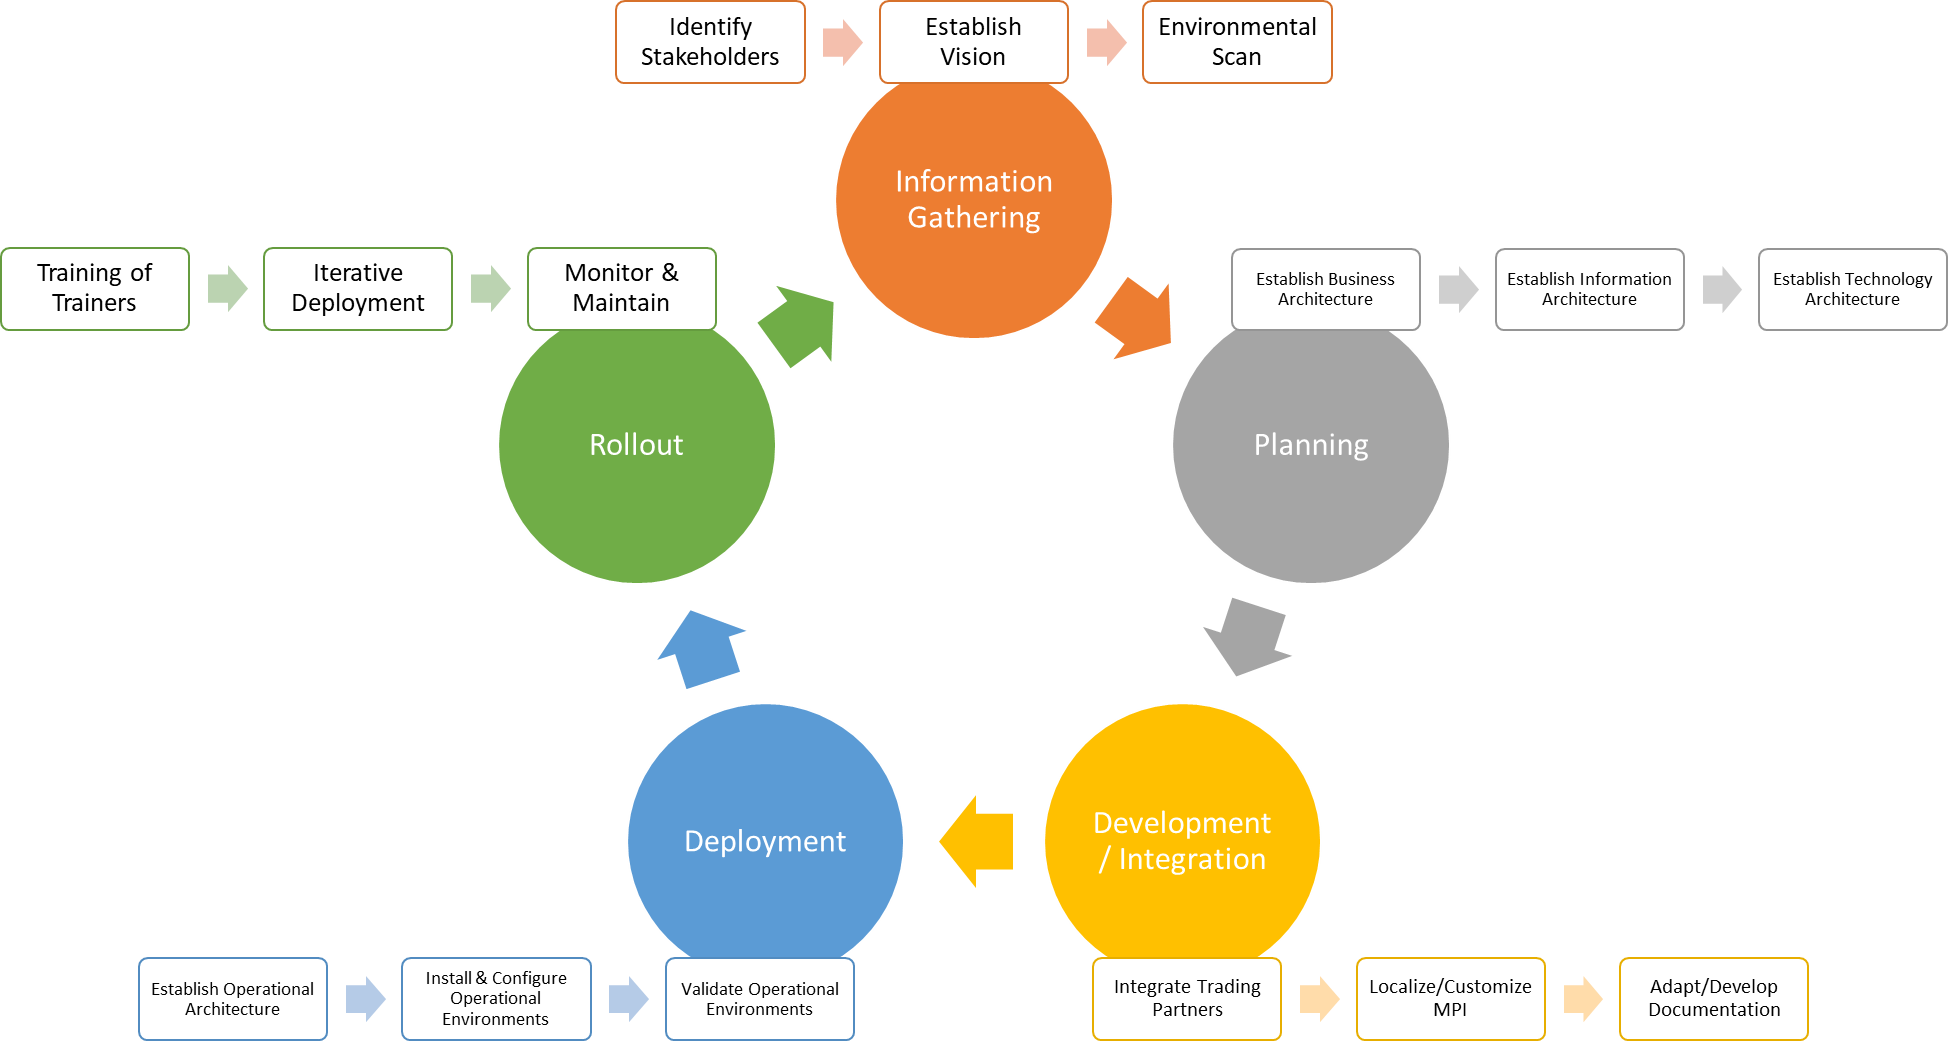 Identify
Stakeholders
Establish
Vision
Environmental
Scan
Information
Gathering
Training of
Trainers
Iterative
Deployment
Monitor &
Maintain
Rollout
Establish Business
Architecture
Establish Information
Architecture
Establish Technology
Architecture
Planning
Deployment
Development
/ Integration
Establish Operational
Architecture
Install & Configure
Operational
Environments
Validate Operational
Environments
Integrate Trading
Partners
Localize/Customize
MPI
Adapt/Develop
Documentation